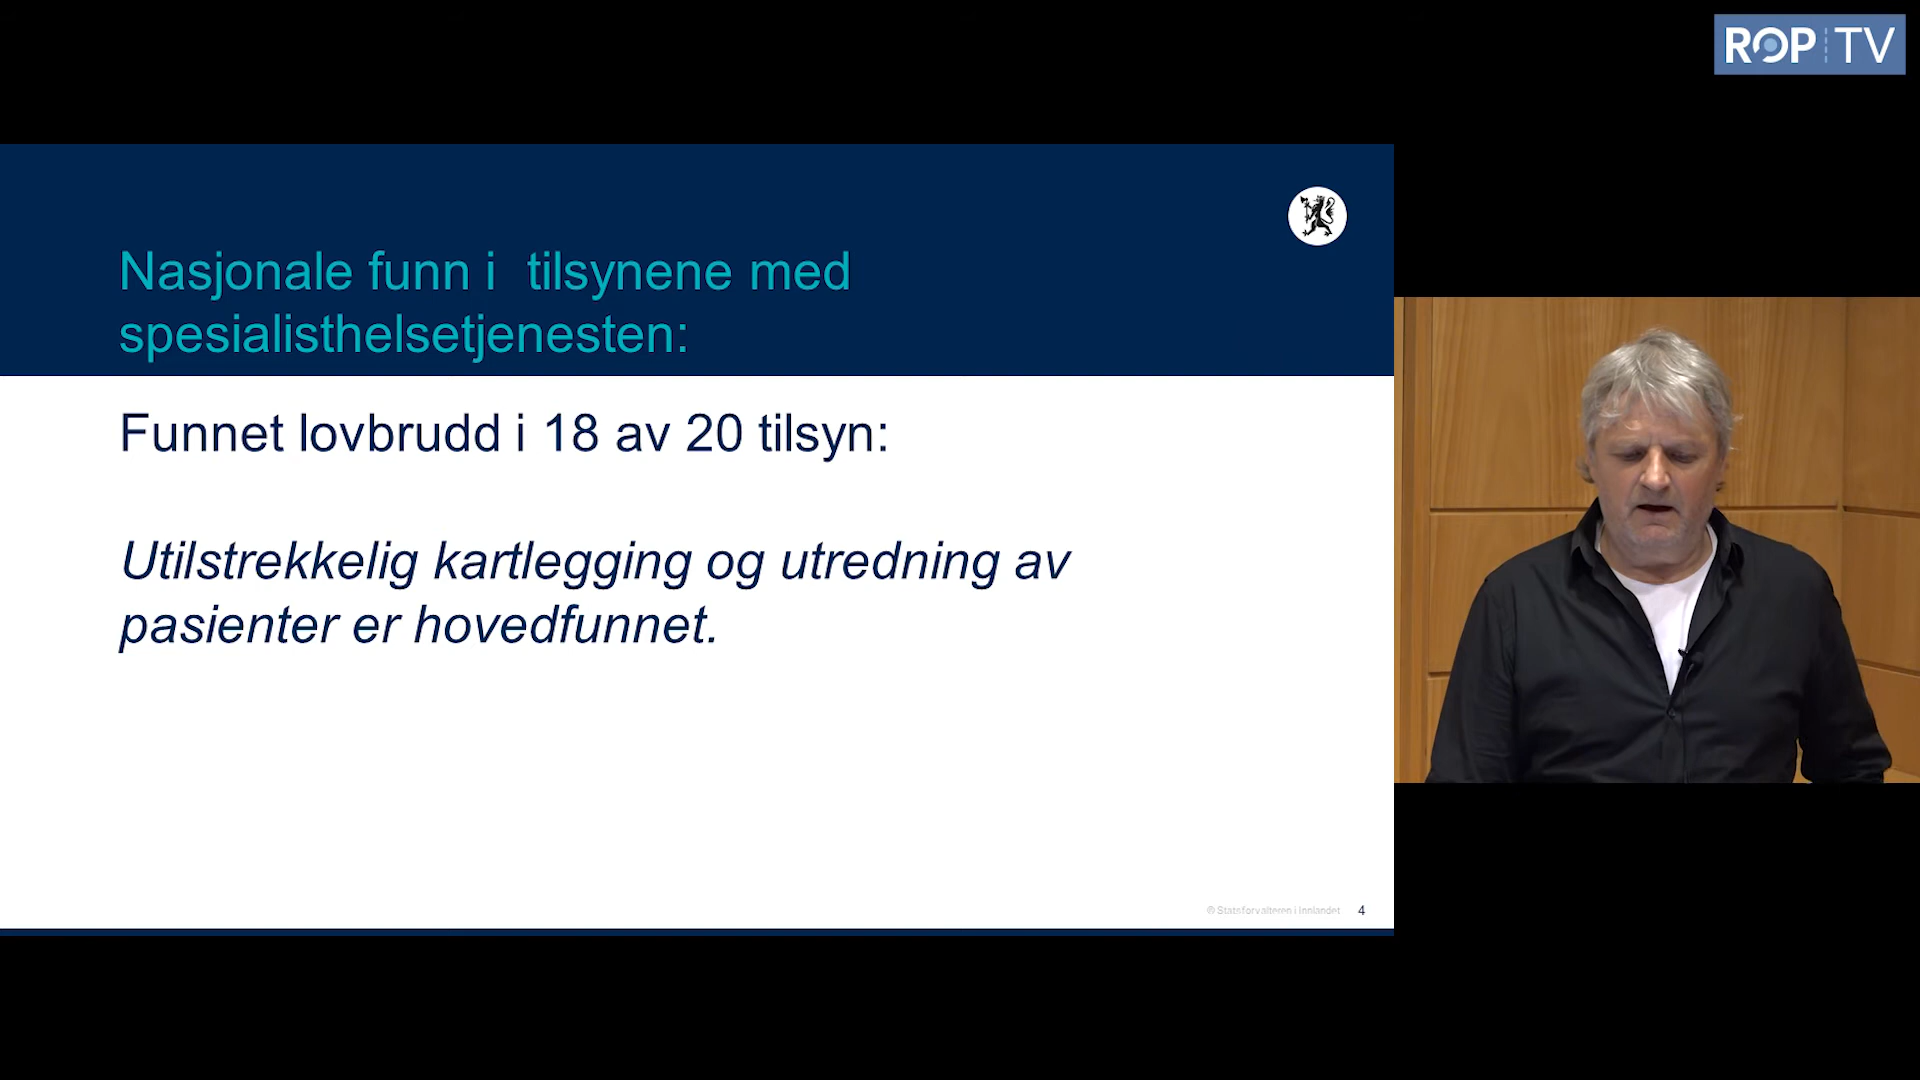 ROP TV
Nasjonale funn i  tilsynene med
spesialisthelsetjenesten:
Funnet lovbrudd i 18 av 20 tilsyn:
Utilstrekkelig kartlegging og utredning av
pasienter er hovedfunnet.
© Statsforvalteren i Innlandet 4